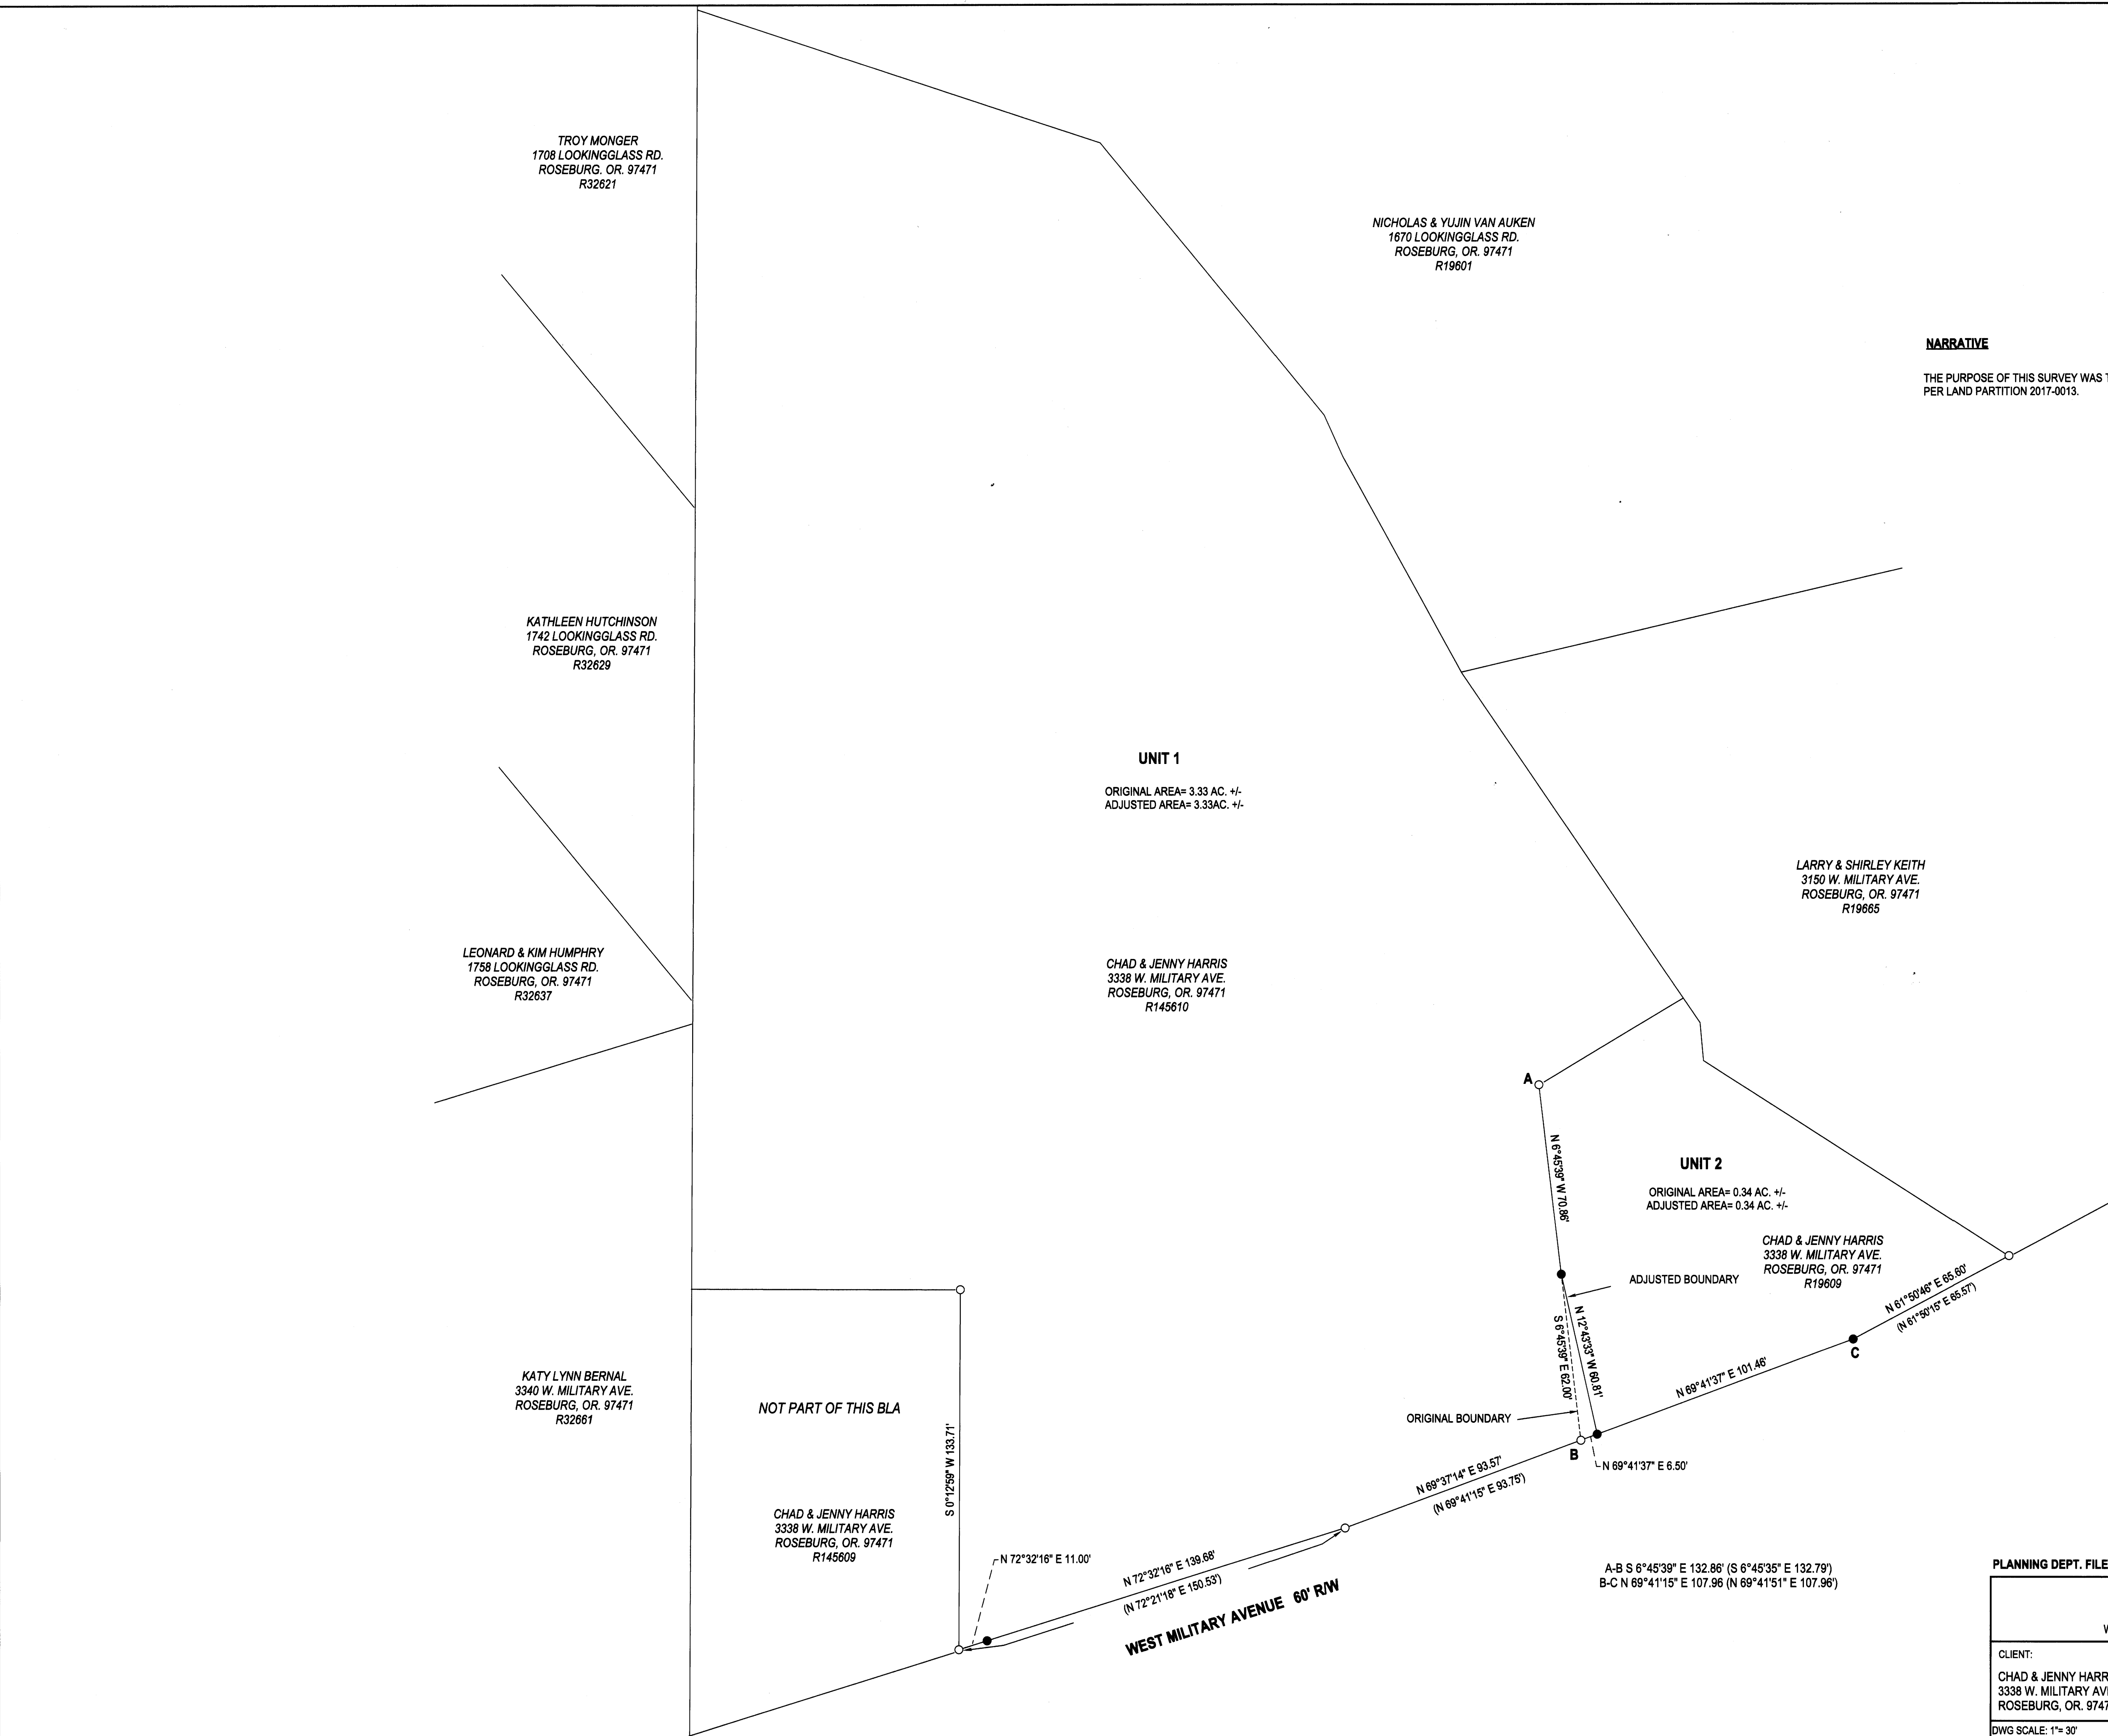 TROY MONGER
1708 LOOKINGGLASS RD.
ROSEBURG. OR. 97471
R32621
NICHOLAS & YUJIN VAN AUKEN
1670 LOOKINGGLASS RD.
ROSEBURG, OR. 97471
R19601
NARRATIVE
THE PURPOSE OF THIS SURVEY WAS
PER LAND PARTITION 2017-0013.
KATHLEEN HUTCHINSON
1742 LOOKINGGLASS RD.
ROSEBURG, OR. 97471
R32629
UNIT 1
ORIGINAL AREA= 3.33 AC. +/-
ADJUSTED AREA= 3.33AC. +/-
LARRY & SHIRLEY KEITH
3150 W. MILITARY AVE.
ROSEBURG, OR. 97471
R19665
LEONARD & KIM HUMPHRY
1758 LOOKINGGLASS RD.
ROSEBURG, OR. 97471
R32637
CHAD & JENNY HARRIS
3338 W. MILITARY AVE.
ROSEBURG, OR. 97471
R145610
A
N 6°45'39" W 70.86'
UNIT 2
ORIGINAL AREA= 0.34 AC. +/-
ADJUSTED AREA= 0.34 AC. +/-
CHAD & JENNY HARRIS
3338 W. MILITARY AVE.
ROSEBURG, OR. 97471
R19609
ADJUSTED BOUNDARY
N 61°50'46" E 65.60'
(N 61°50'15" E 65.57')
S 6°45'39" E 62.00'
N 12°43'33" W 60.81'
C
N 69°41'37" E 101.46'
KATY LYNN BERNAL
3340 W. MILITARY AVE.
ROSEBURG, OR. 97471
R32661
NOT PART OF THIS BLA
S 0°12'59" W 133.71'
ORIGINAL BOUNDARY
B
N 69°41'37" E 6.50'
N 69°37'14" E 93.57'
(N 69°41'15" E 93.75')
CHAD & JENNY HARRIS
3338 W. MILITARY AVE.
ROSEBURG, OR. 97471
R145609
N 72°32'16" E 11.00'
N 72°32'16" E 139.68'
(N 72°21'18" E 150.53')
WEST MILITARY AVENUE 60' R/W
A-B S 6°45'39" E 132.86' (S 6°45'35" E 132.79')
B-C N 69°41'15" E 107.96 (N 69°41'51" E 107.96')
PLANNING DEPT. FILE
CLIENT:
CHAD & JENNY HARR
3338 W. MILITARY AV
ROSEBURG, OR. 9747
DWG SCALE: 1"= 30'